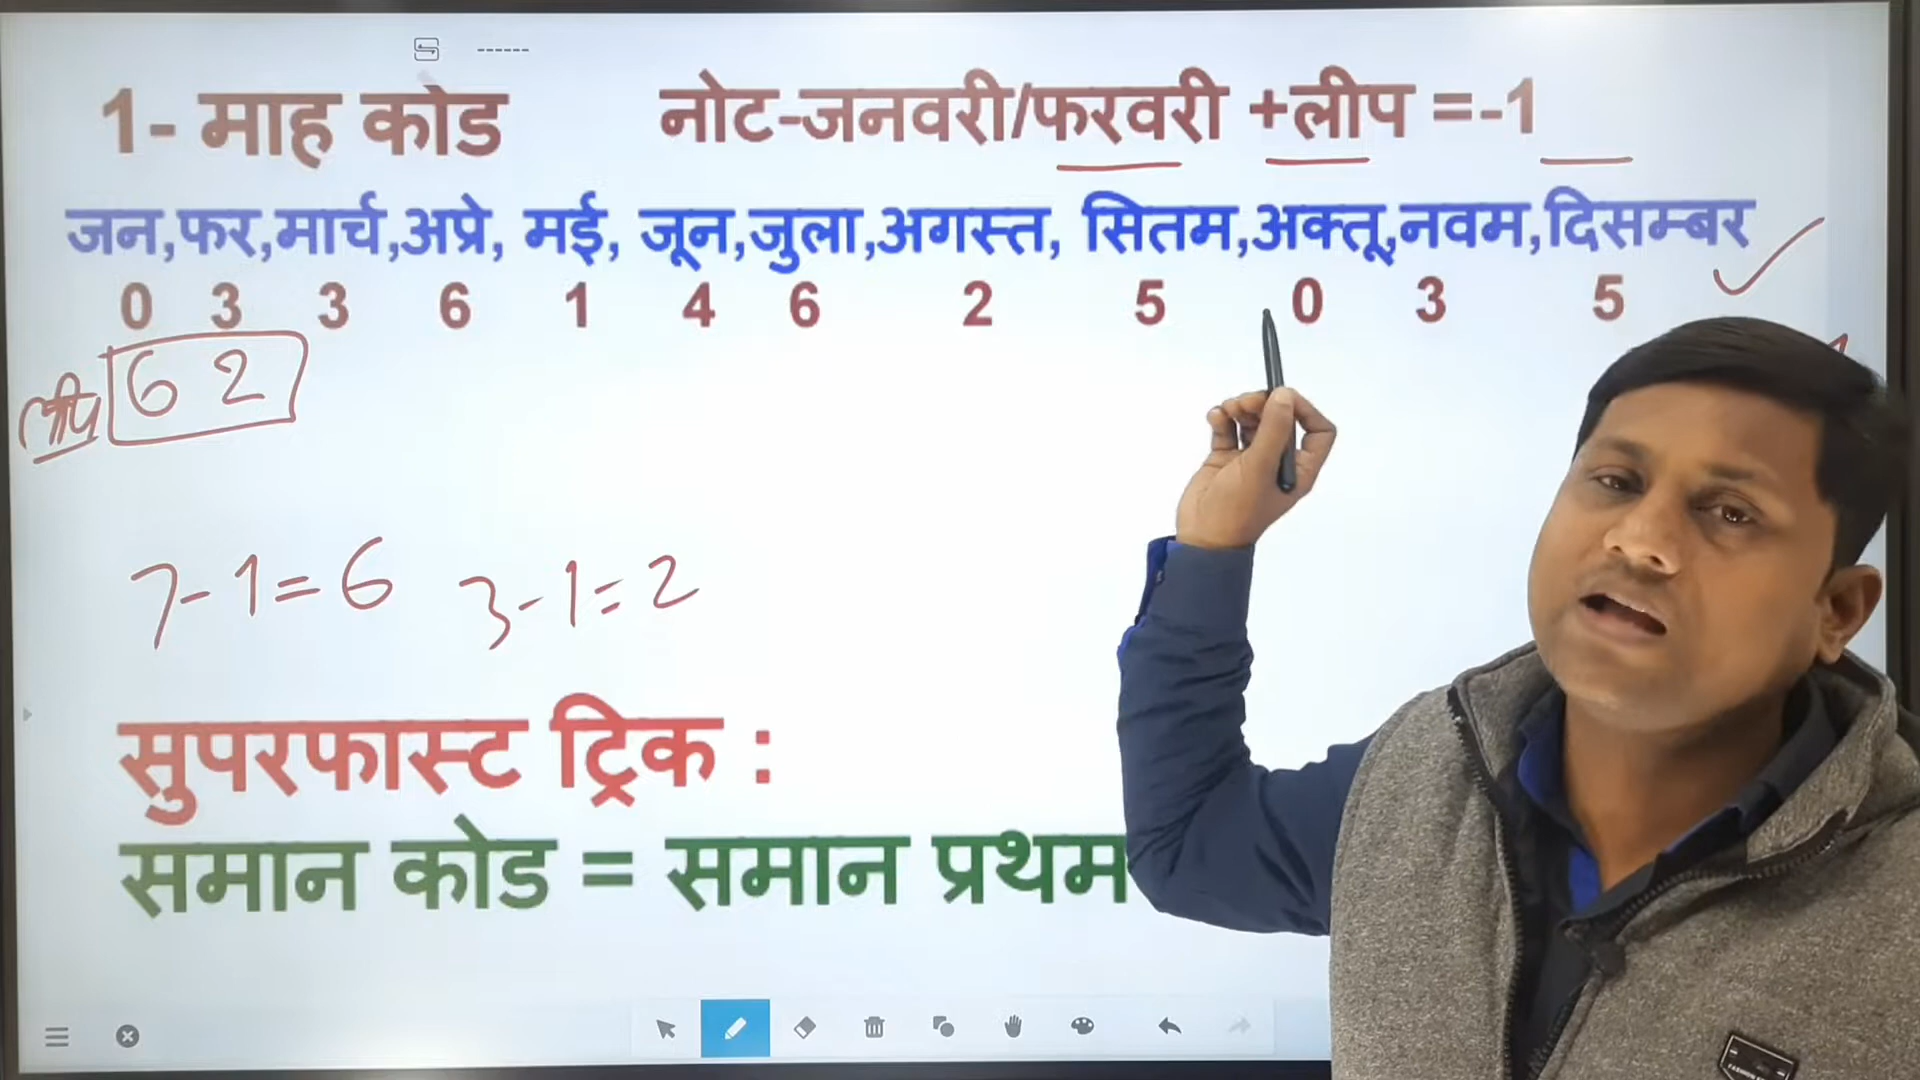 1- माह कोड नोट-जनवरी/फरवरी +लीप =-1
जन,फर,मार्च,अप्रे, मई, जून,जुला,अगस्त, सितम,अक्तू,नवम,दिसम्बर
0 3 3 6 1 4 6 2 5 0 3 5
लीप 6 2
7-1=6 3-1=2
सुपरफास्ट ट्रिक :
समान कोड = समान प्रथम